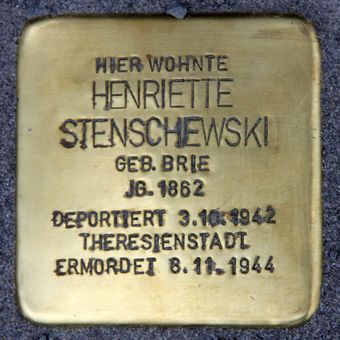 HIER WOHNTE
HENRIETTE
STENSCHEWSKI
GEB. BRIE
JG. 1862
DEPORTIERT 3.10.1942
THERESIENSTADT
ERMORDET 8.11.1944